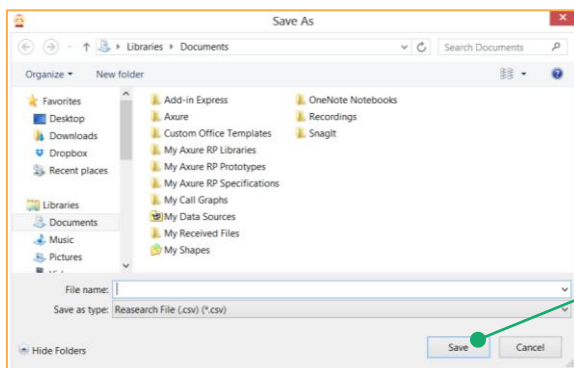 Save As
Libraries ▸ Documents
Search Documents
Organize
New folder
Favorites
Desktop
Downloads
Dropbox
Recent places
Libraries
Documents
Music
Pictures
Add-in Express
Axure
Custom Office Templates
My Axure RP Libraries
My Axure RP Prototypes
My Axure RP Specifications
My Call Graphs
My Data Sources
My Received Files
My Shapes
OneNote Notebooks
Recordings
SnagIt
File name:
Save as type: Reasearch File (.csv) (*.csv)
Hide Folders
Save
Cancel